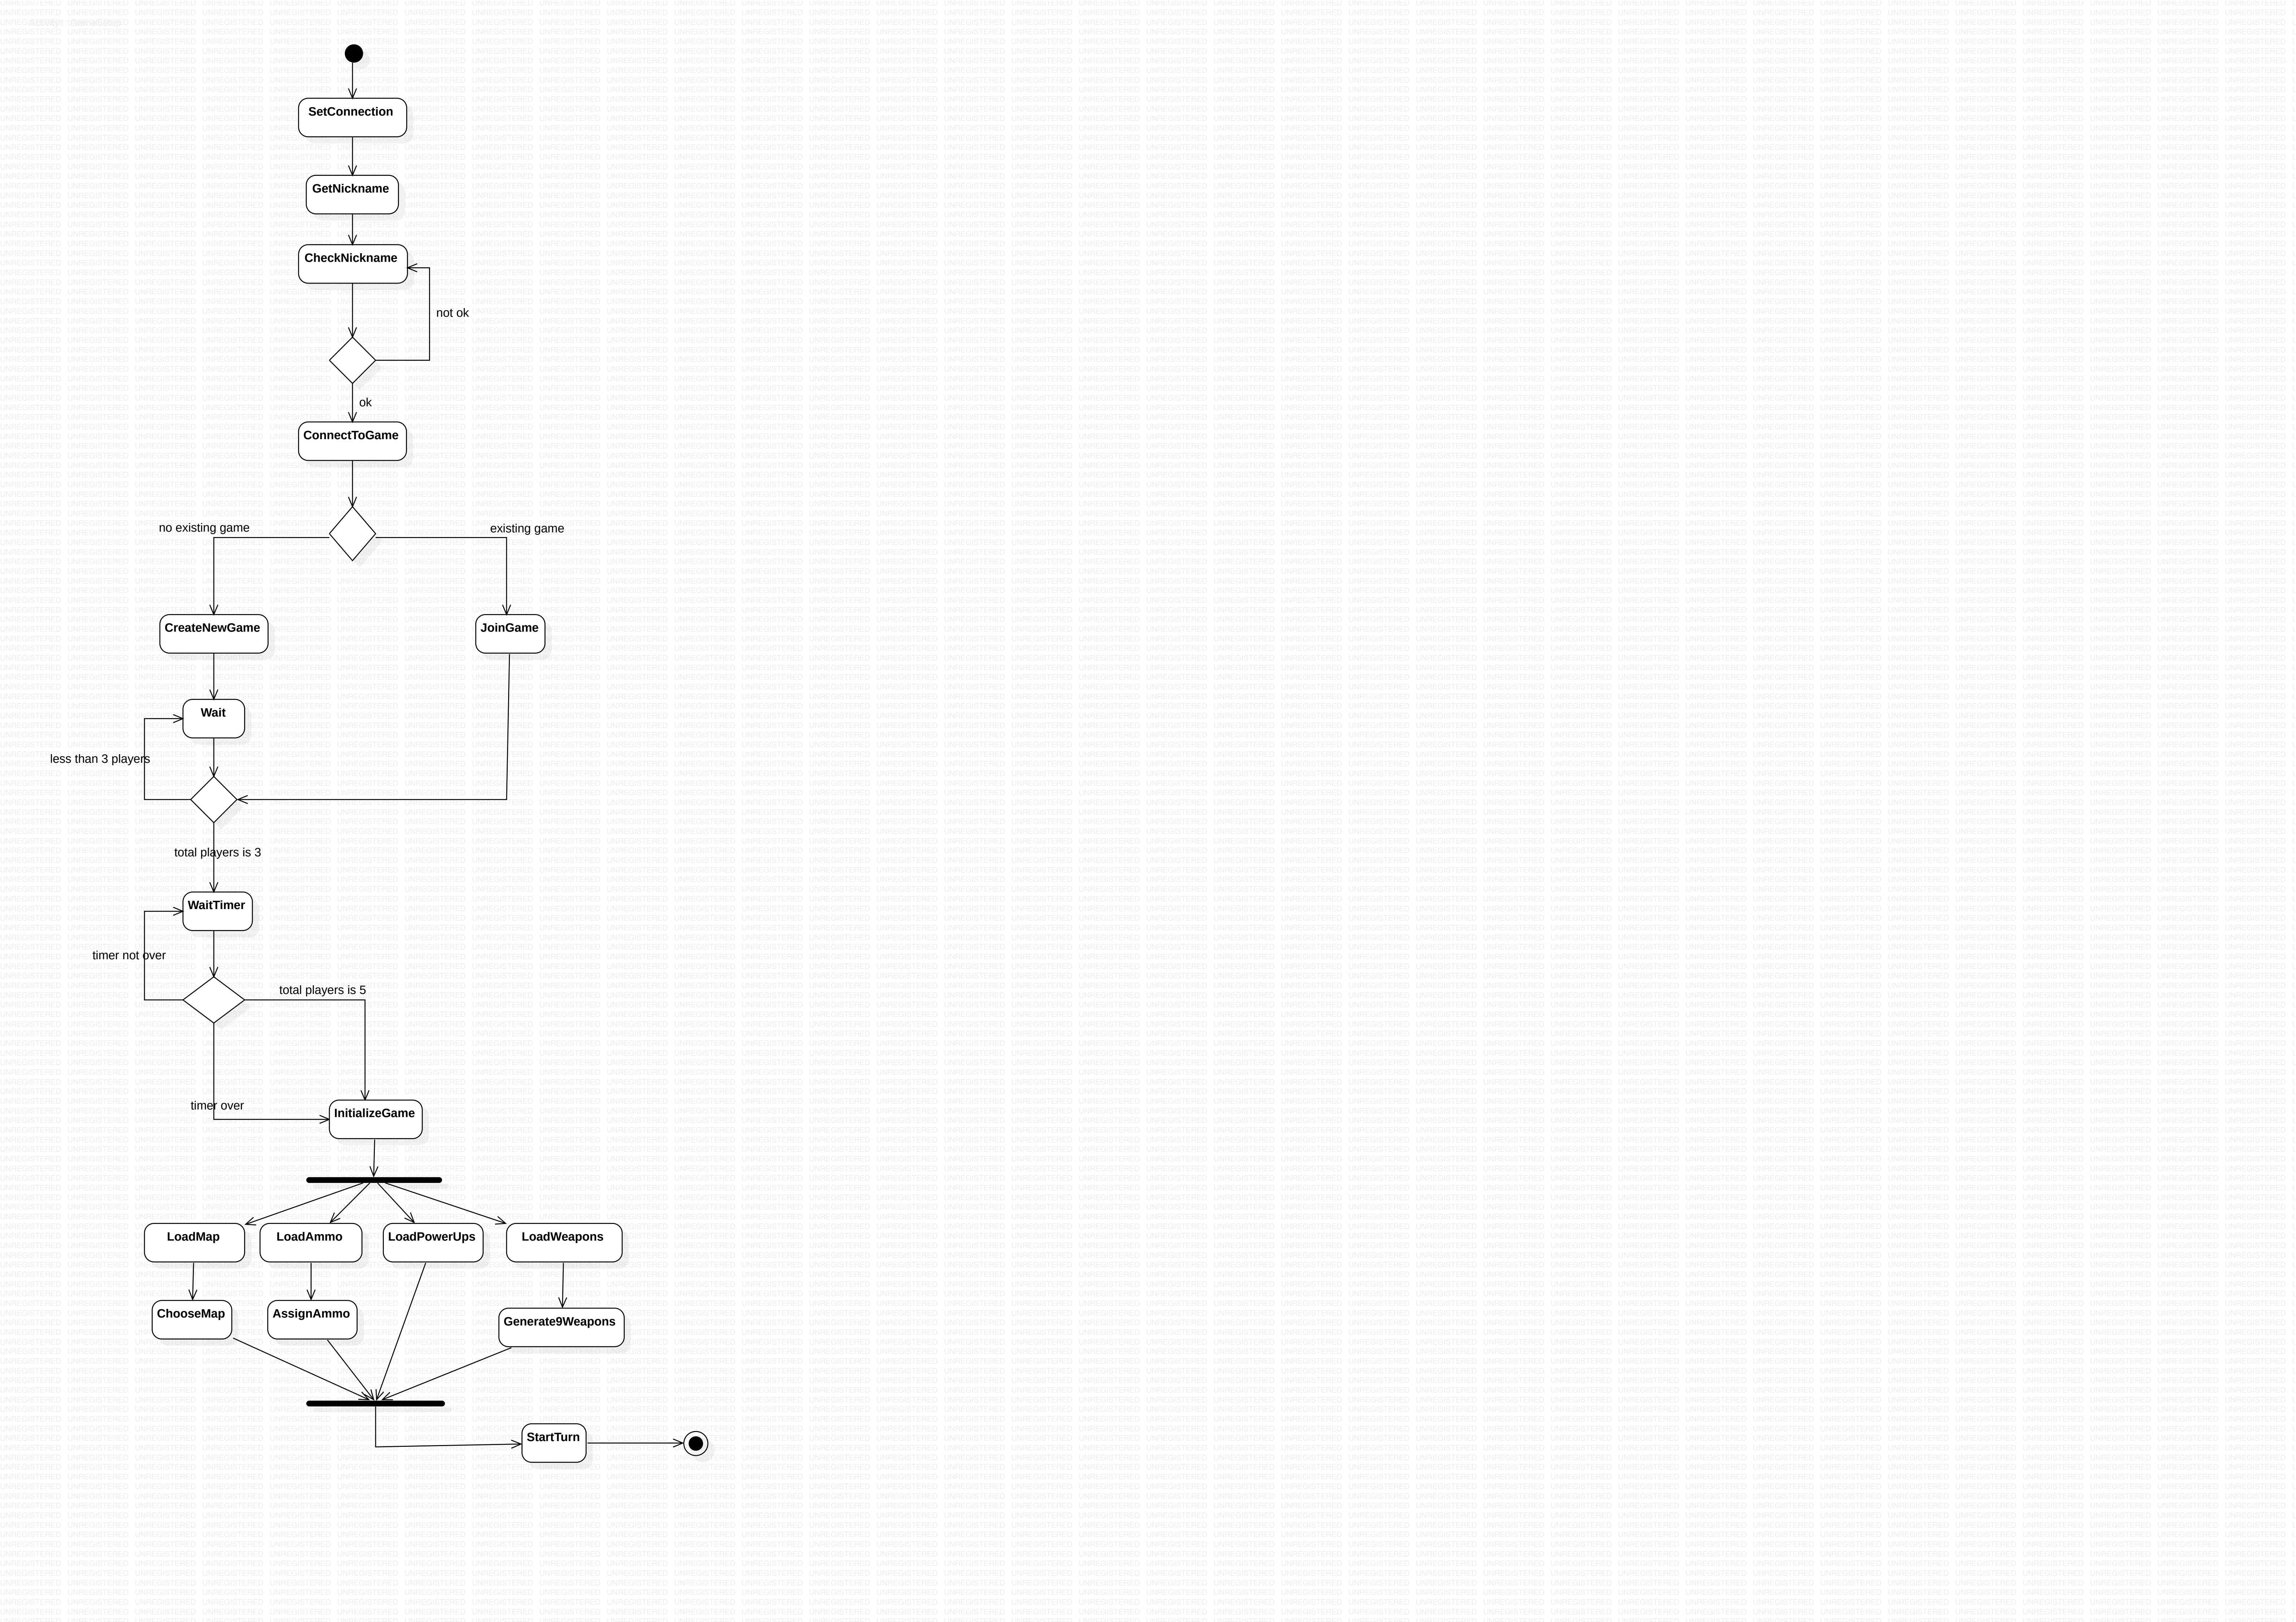 SetConnection
GetNickname
CheckNickname
not ok
ok
ConnectToGame
no existing game
existing game
CreateNewGame
JoinGame
Wait
less than 3 players
total players is 3
WaitTimer
timer not over
total players is 5
timer over
InitializeGame
LoadMap
LoadAmmo
LoadPowerUps
LoadWeapons
ChooseMap
AssignAmmo
Generate9Weapons
StartTurn
UNREGISTERED